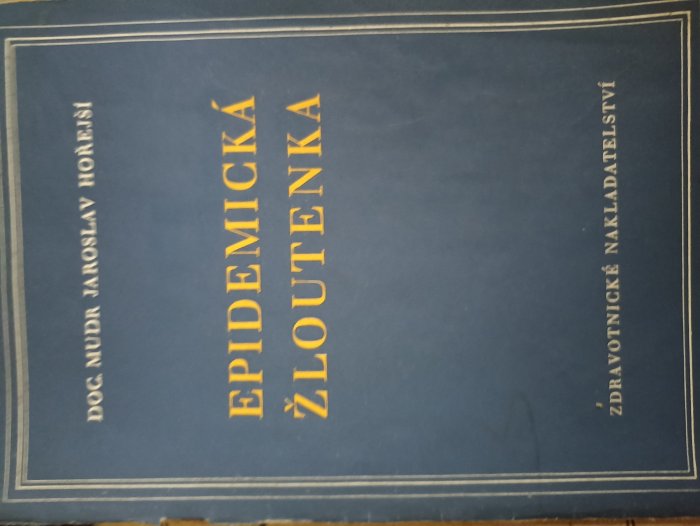 DOC. MUDR JAROSLAV HOŘEJŠÍ
EPIDEMICKÁ
ŽLOUTENKA
ZDRAVOTNICKÉ NAKLADATELSTVÍ